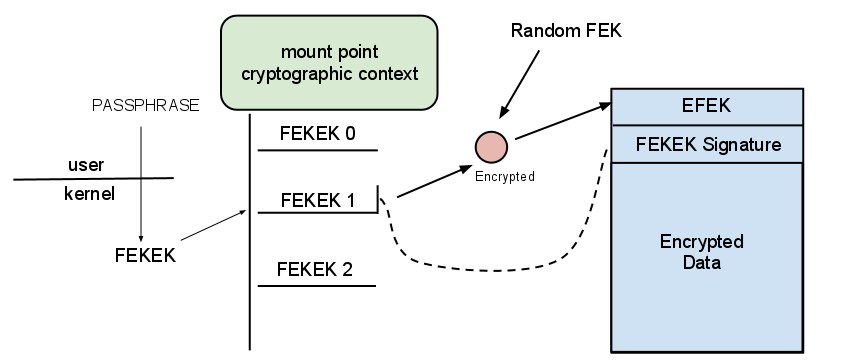 Random FEK
mount point
cryptographic context
PASSPHRASE
EFEK
FEKEK 0
FEKEK Signature
user
Encrypted
kernel
FEKEK 1
Encrypted
Data
FEKEK
FEKEK 2